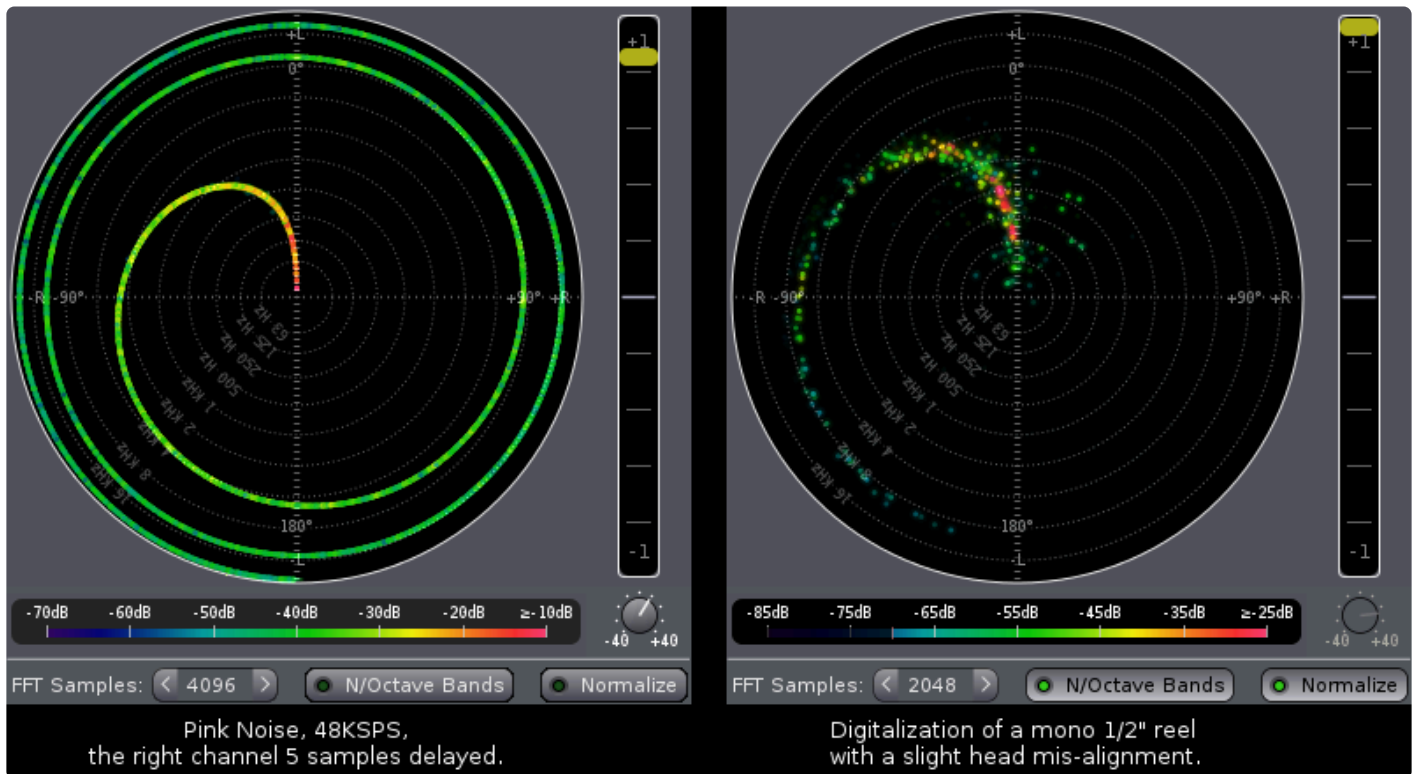 +L
0°
-R -90°
+90° +R
63 Hz
125 Hz
250 Hz
500 Hz
1 KHz
2 KHz
4 KHz
8 KHz
16 KHz
180°
-L
+1
-1
-70dB -60dB -50dB -40dB -30dB -20dB ≥-10dB
-40 +40
FFT Samples: < 4096 > N/Octave Bands Normalize
Pink Noise, 48KSPS,
the right channel 5 samples delayed.
+L
0°
-R -90°
+90° +R
63 Hz
125 Hz
250 Hz
500 Hz
1 KHz
2 KHz
4 KHz
8 KHz
16 KHz
180°
-L
+1
-1
-85dB -75dB -65dB -55dB -45dB -35dB ≥-25dB
-40 +40
FFT Samples: < 2048 > N/Octave Bands Normalize
Digitalization of a mono 1/2" reel
with a slight head mis-alignment.